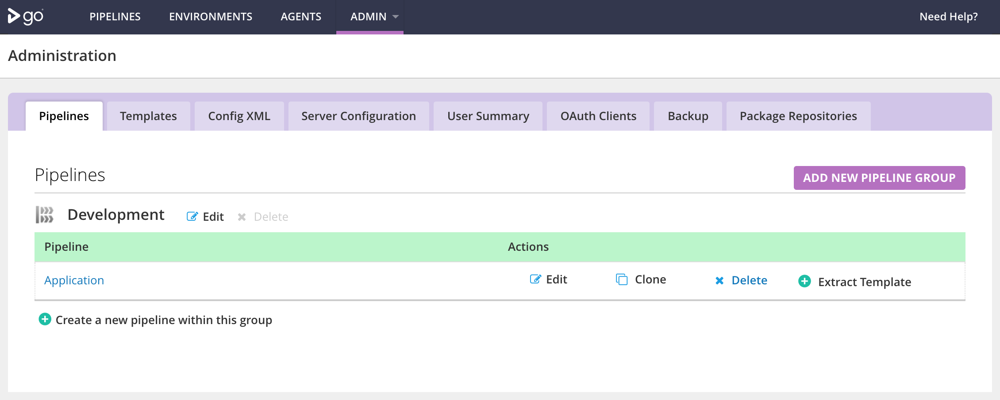 go PIPELINES ENVIRONMENTS AGENTS ADMIN Need Help?
Administration
Pipelines Templates Config XML Server Configuration User Summary OAuth Clients Backup Package Repositories
Pipelines ADD NEW PIPELINE GROUP
Development Edit Delete
Pipeline Actions
Application Edit Clone Delete Extract Template
Create a new pipeline within this group